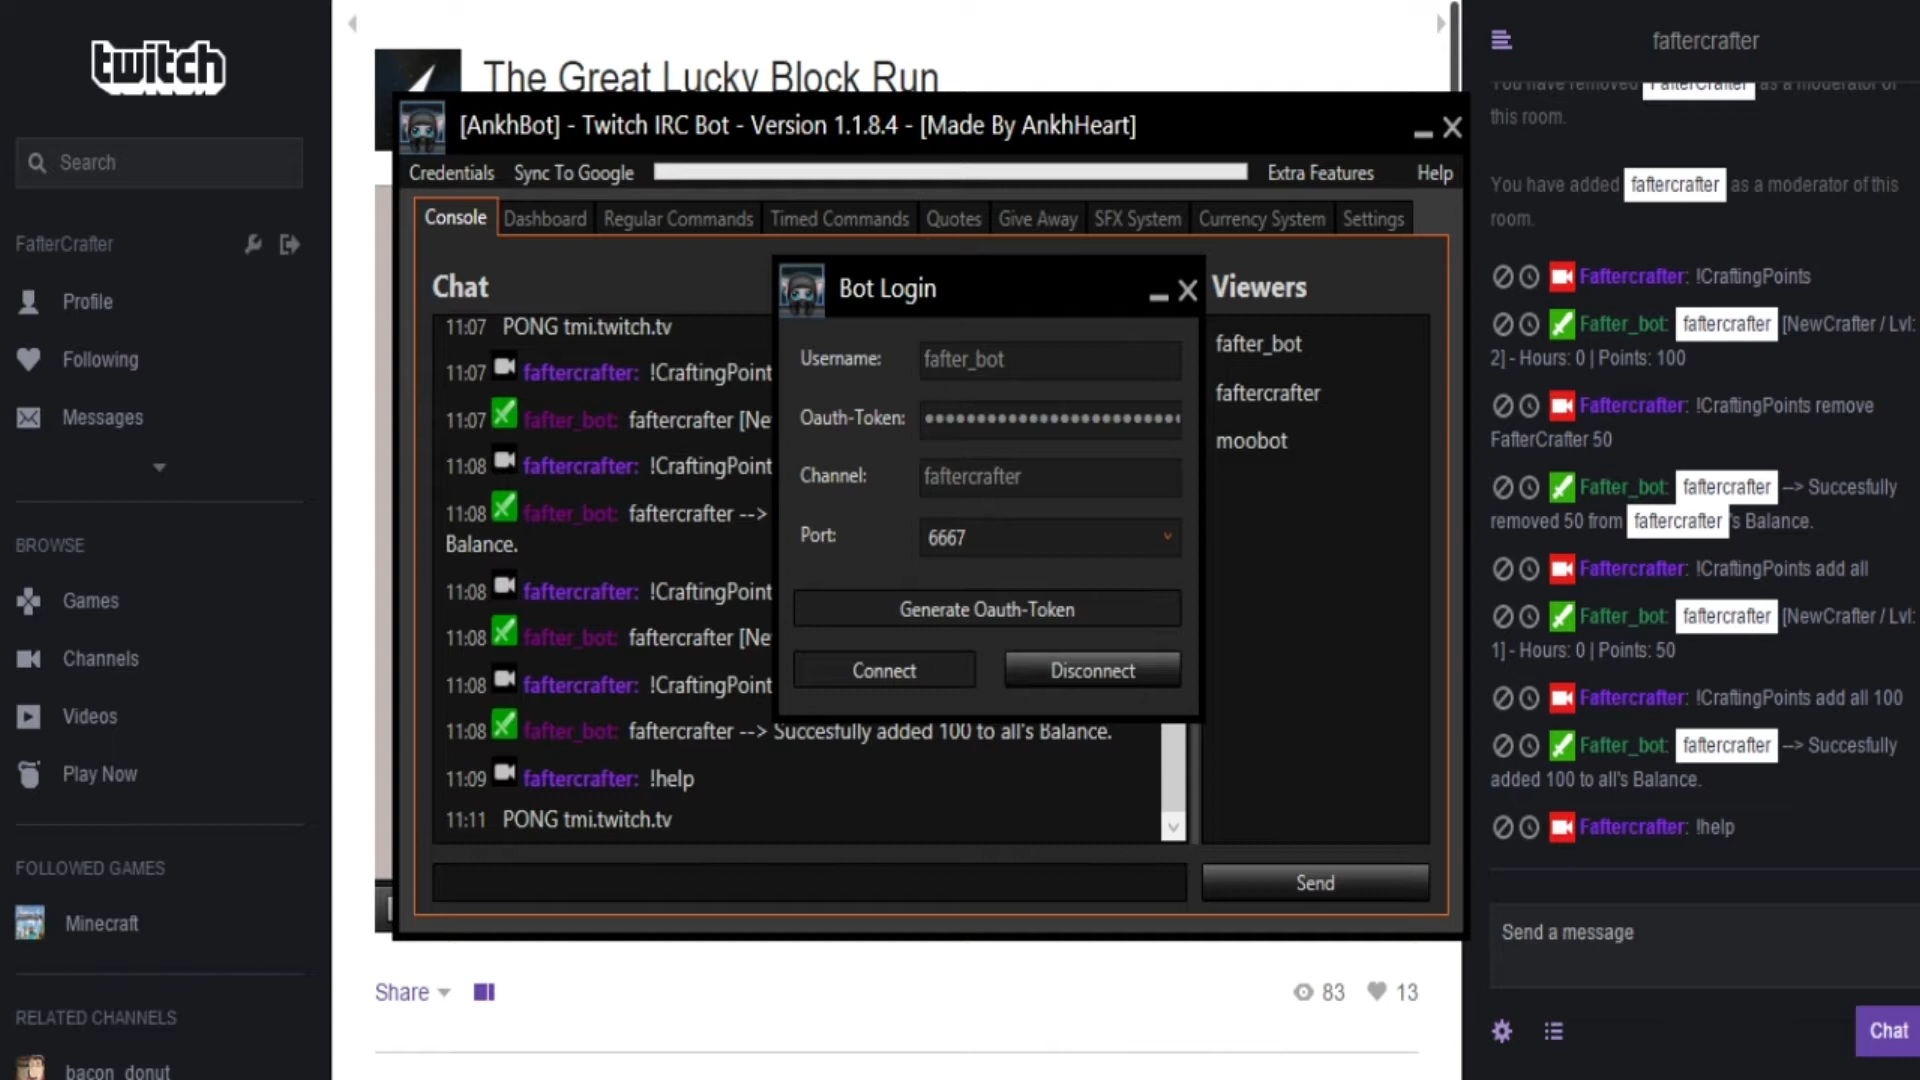 twitch
Search
FafterCrafter
Profile
Following
Messages
BROWSE
Games
Channels
Videos
Play Now
FOLLOWED GAMES
Minecraft
RELATED CHANNELS
bacon_donut
The Great Lucky Block Run
[AnkhBot] - Twitch IRC Bot - Version 1.1.8.4 - [Made By AnkhHeart]
Credentials Sync To Google Extra Features Help
Console Dashboard Regular Commands Timed Commands Quotes Give Away SFX System Currency System Settings
Chat
11:07 PONG tmi.twitch.tv
11:07 faftercrafter: !CraftingPoint
11:07 fafter_bot: faftercrafter [Ne
11:08 faftercrafter: !CraftingPoint
11:08 fafter_bot: faftercrafter -->
Balance.
11:08 faftercrafter: !CraftingPoint
11:08 fafter_bot: faftercrafter [Ne
11:08 faftercrafter: !CraftingPoint
11:08 fafter_bot: faftercrafter --> Succesfully added 100 to all's Balance.
11:09 faftercrafter: !help
11:11 PONG tmi.twitch.tv
Bot Login
Username: fafter_bot
Oauth-Token:
Channel: faftercrafter
Port: 6667
Generate Oauth-Token
Connect Disconnect
Viewers
fafter_bot
faftercrafter
moobot
Send
Share
83 13
faftercrafter
You have removed FafterCrafter as a moderator of
this room.
You have added faftercrafter as a moderator of this
room.
Faftercrafter: !CraftingPoints
Fafter_bot: faftercrafter [NewCrafter / Lvl:
2] - Hours: 0 | Points: 100
Faftercrafter: !CraftingPoints remove
FafterCrafter 50
Fafter_bot: faftercrafter --> Succesfully
removed 50 from faftercrafter 's Balance.
Faftercrafter: !CraftingPoints add all
Fafter_bot: faftercrafter [NewCrafter / Lvl:
1] - Hours: 0 | Points: 50
Faftercrafter: !CraftingPoints add all 100
Fafter_bot: faftercrafter --> Succesfully
added 100 to all's Balance.
Faftercrafter: !help
Send a message
Chat